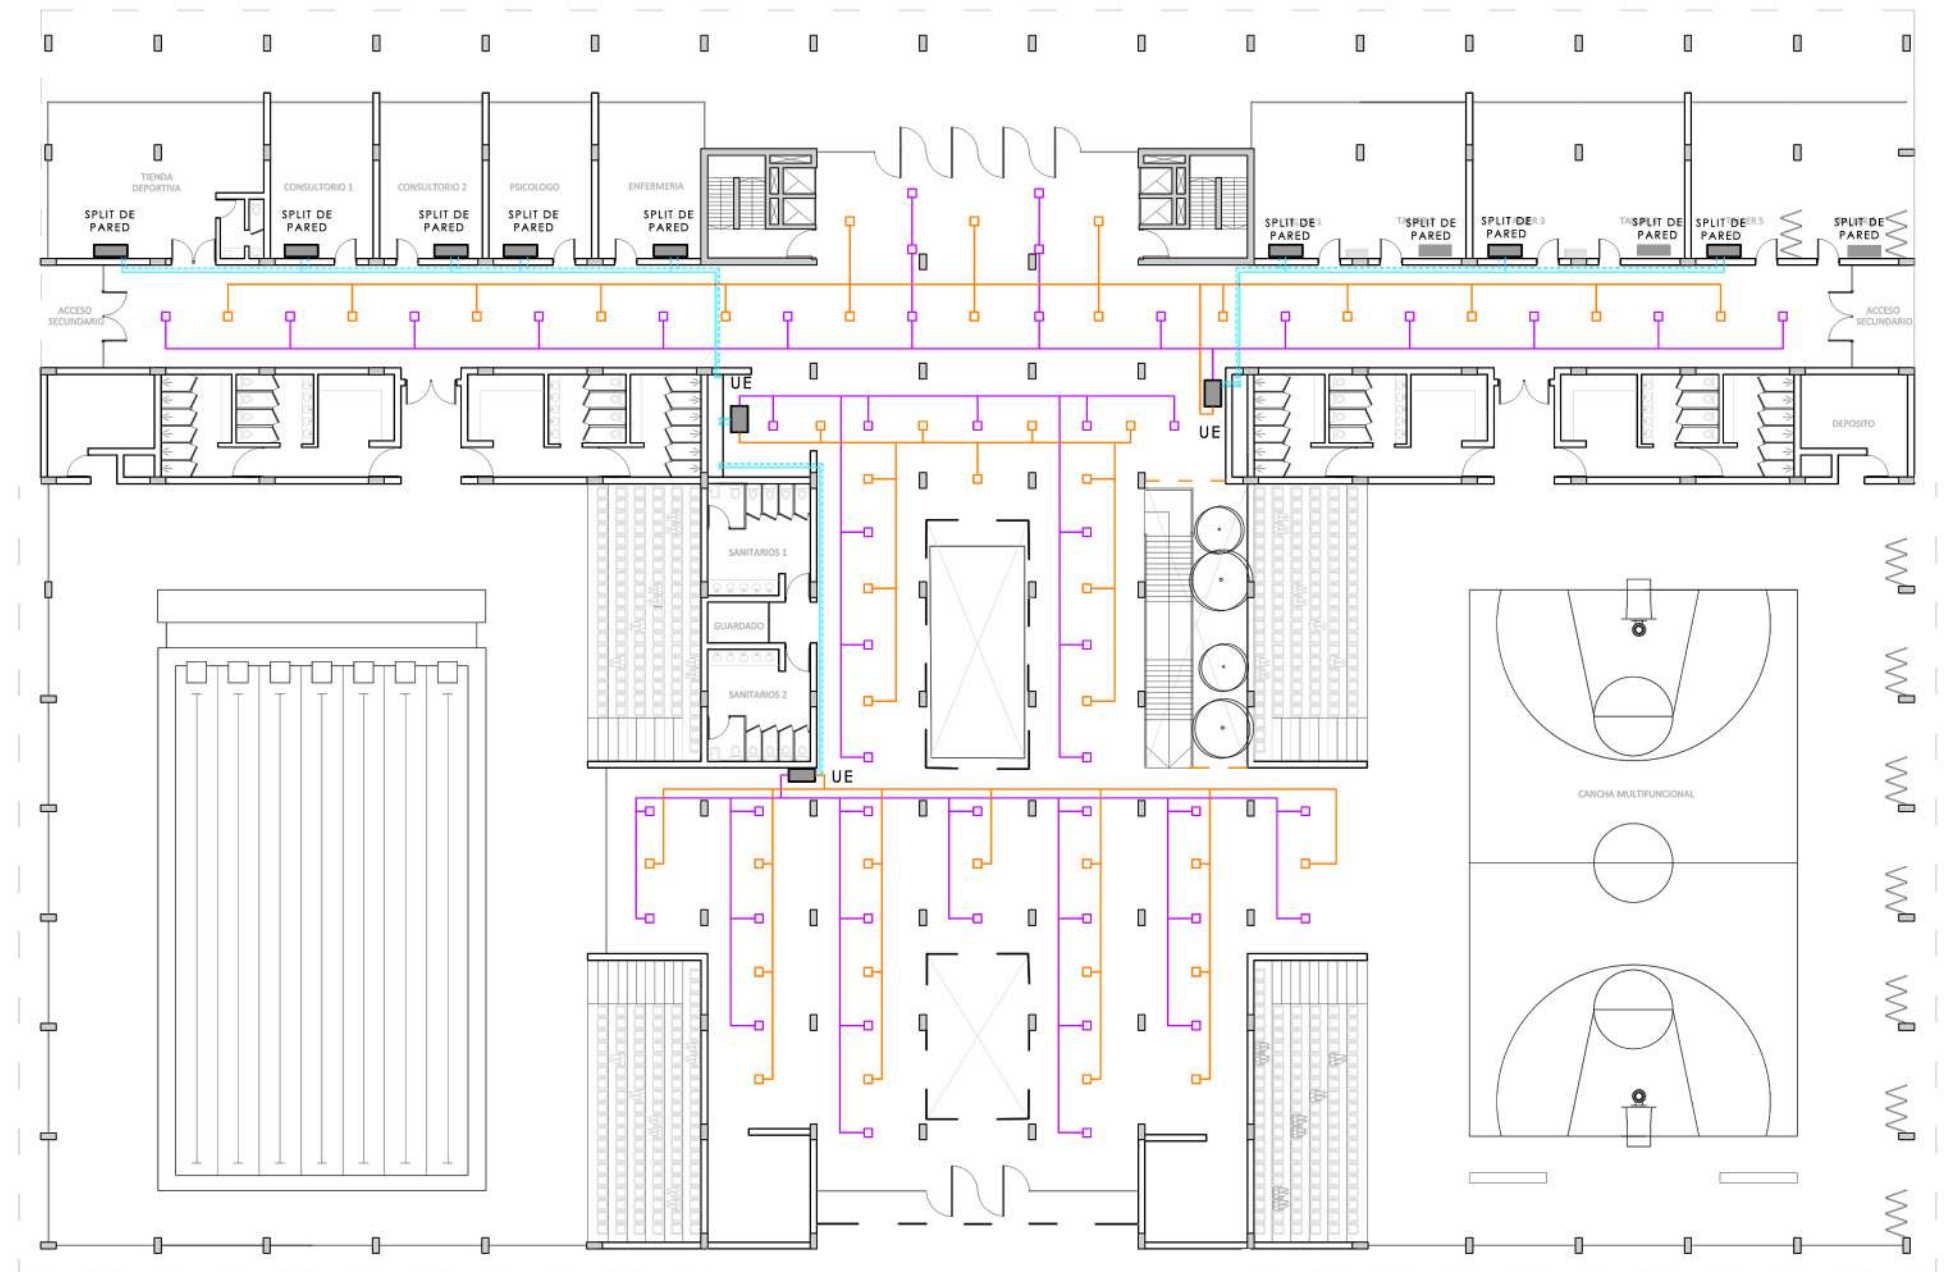 TIENDA
DEPORTIVA
CONSULTORIO 1
CONSULTORIO 2
PSICOLOGO
ENFERMERIA
SPLIT DE
PARED
SPLIT DE
PARED
SPLIT DE
PARED
SPLIT DE
PARED
SPLIT DE
PARED
SPLIT DE
PARED
SPLIT DE
PARED
SPLIT DE
PARED
SPLIT DE
PARED
SPLIT DE
PARED
SPLIT DE
PARED
ACCESO
SECUNDARIO
ACCESO
SECUNDARIO
UE
UE
DEPOSITO
SANITARIOS 1
GUARDADO
SANITARIOS 2
UE
CANCHA MULTIFUNCIONAL